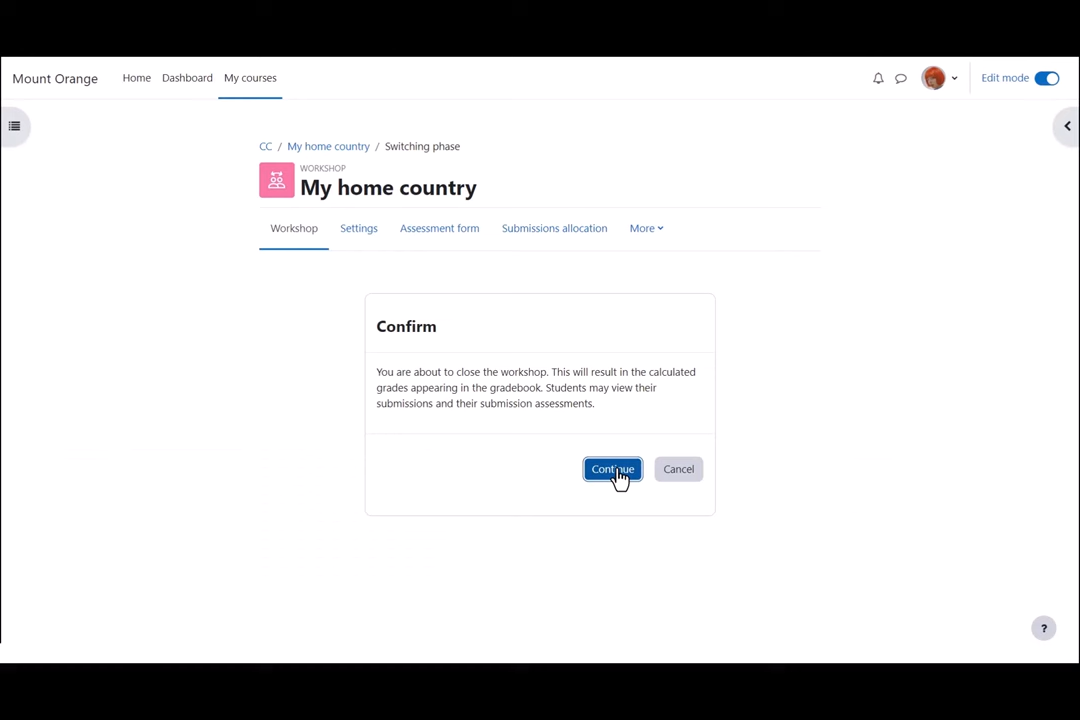 Mount Orange
Home Dashboard My courses
Edit mode
CC / My home country / Switching phase
WORKSHOP
My home country
Workshop Settings Assessment form Submissions allocation More
Confirm
You are about to close the workshop. This will result in the calculated
grades appearing in the gradebook. Students may view their
submissions and their submission assessments.
Continue Cancel
?